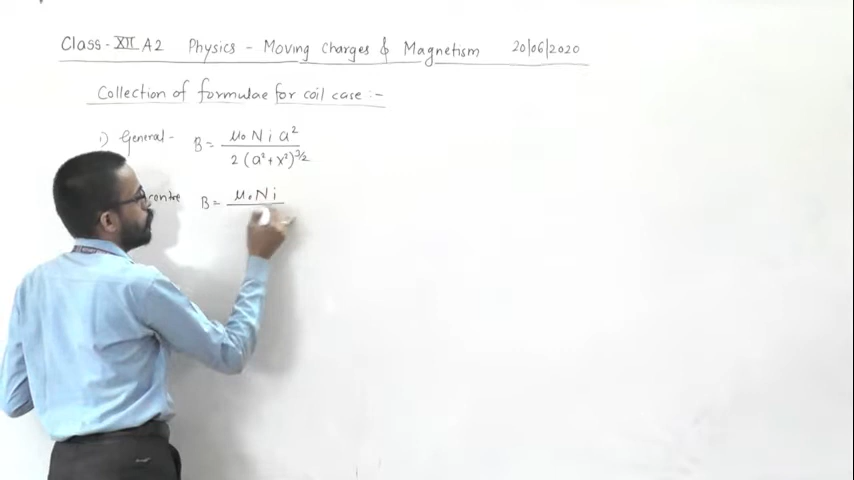 Class - XII A2 Physics - Moving Charges & Magnetism 20/06/2020
Collection of formulae for coil case :-
1) General - B = μ₀ N i a² / 2 (a² + x²)^3/2
centre B = μ₀ N i